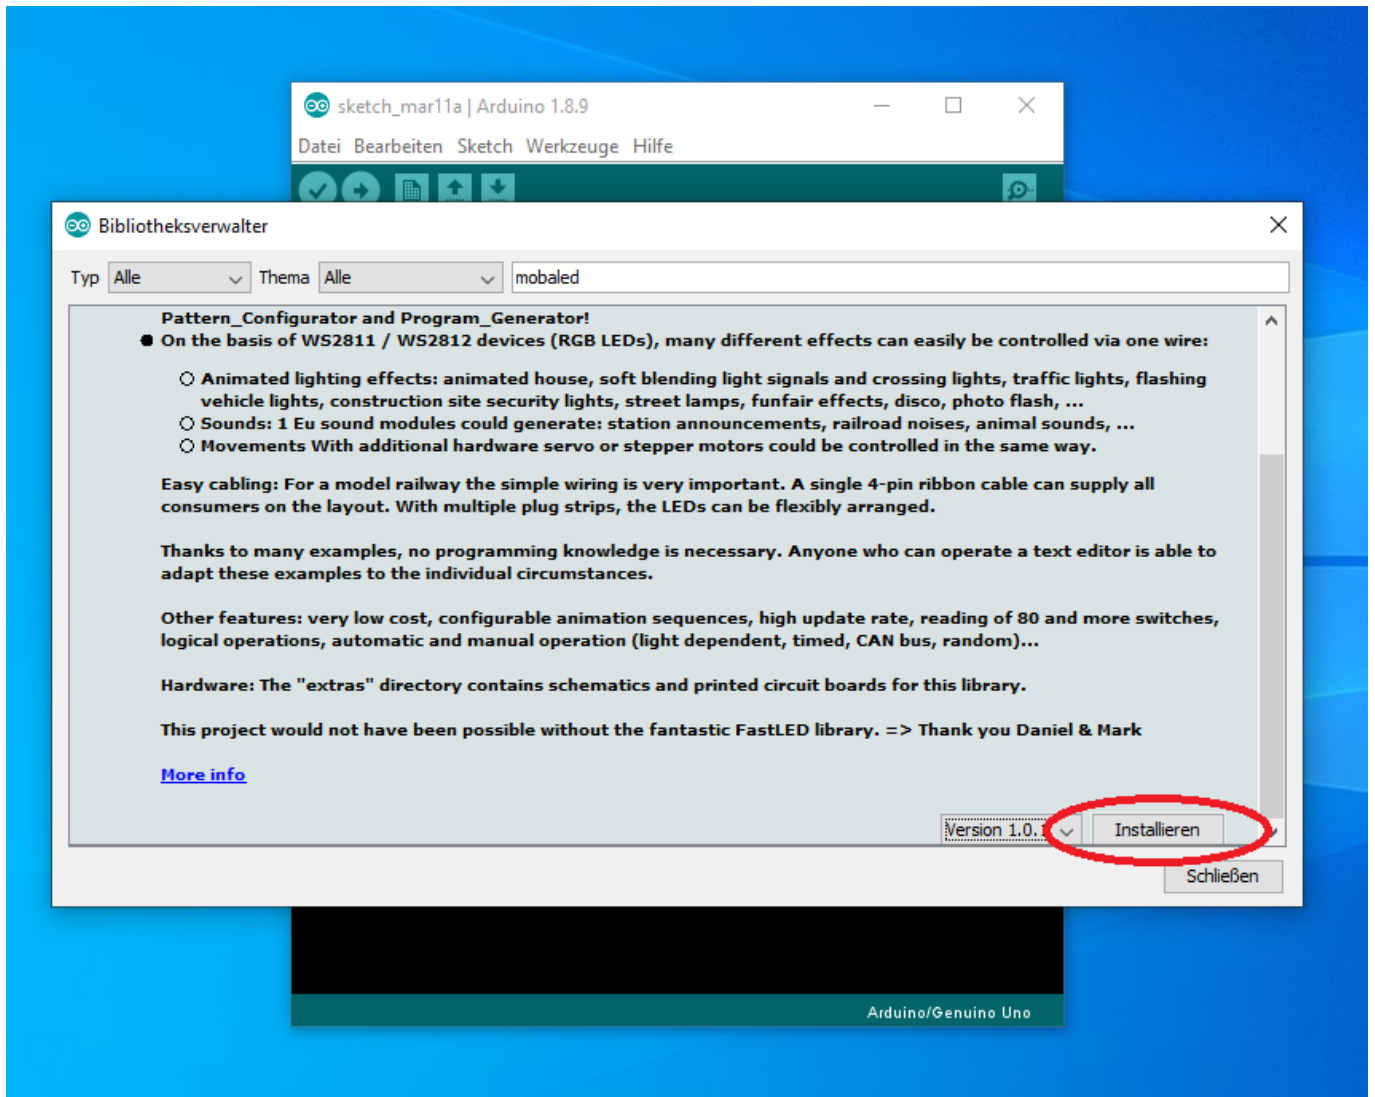 sketch_mar11a | Arduino 1.8.9
Datei Bearbeiten Sketch Werkzeuge Hilfe
Bibliotheksverwalter
Typ Alle Thema Alle mobaled
Pattern_Configurator and Program_Generator!
On the basis of WS2811 / WS2812 devices (RGB LEDs), many different effects can easily be controlled via one wire:
Animated lighting effects: animated house, soft blending light signals and crossing lights, traffic lights, flashing
vehicle lights, construction site security lights, street lamps, funfair effects, disco, photo flash, ...
Sounds: 1 Eu sound modules could generate: station announcements, railroad noises, animal sounds, ...
Movements With additional hardware servo or stepper motors could be controlled in the same way.
Easy cabling: For a model railway the simple wiring is very important. A single 4-pin ribbon cable can supply all
consumers on the layout. With multiple plug strips, the LEDs can be flexibly arranged.
Thanks to many examples, no programming knowledge is necessary. Anyone who can operate a text editor is able to
adapt these examples to the individual circumstances.
Other features: very low cost, configurable animation sequences, high update rate, reading of 80 and more switches,
logical operations, automatic and manual operation (light dependent, timed, CAN bus, random)...
Hardware: The "extras" directory contains schematics and printed circuit boards for this library.
This project would not have been possible without the fantastic FastLED library. => Thank you Daniel & Mark
More info
Version 1.0.1 Installieren
Schließen
Arduino/Genuino Uno